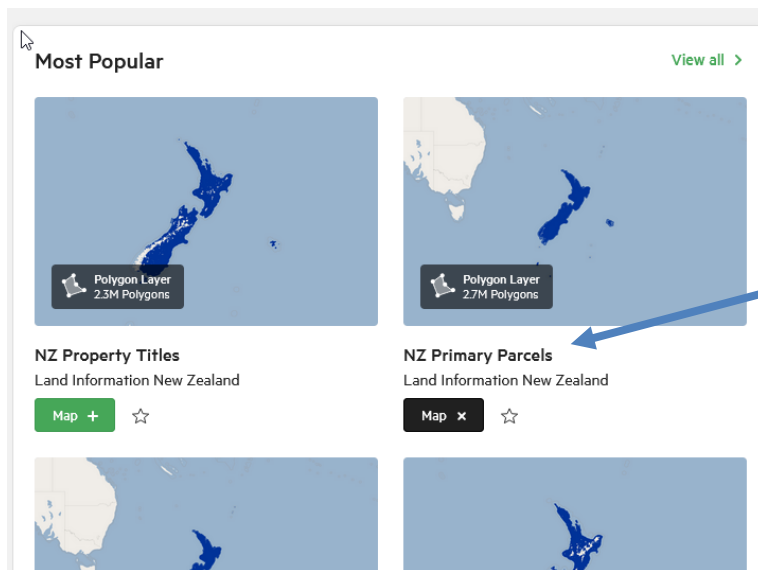 Most Popular
View all >
Polygon Layer
2.3M Polygons
Polygon Layer
2.7M Polygons
NZ Property Titles
Land Information New Zealand
Map +
NZ Primary Parcels
Land Information New Zealand
Map ×